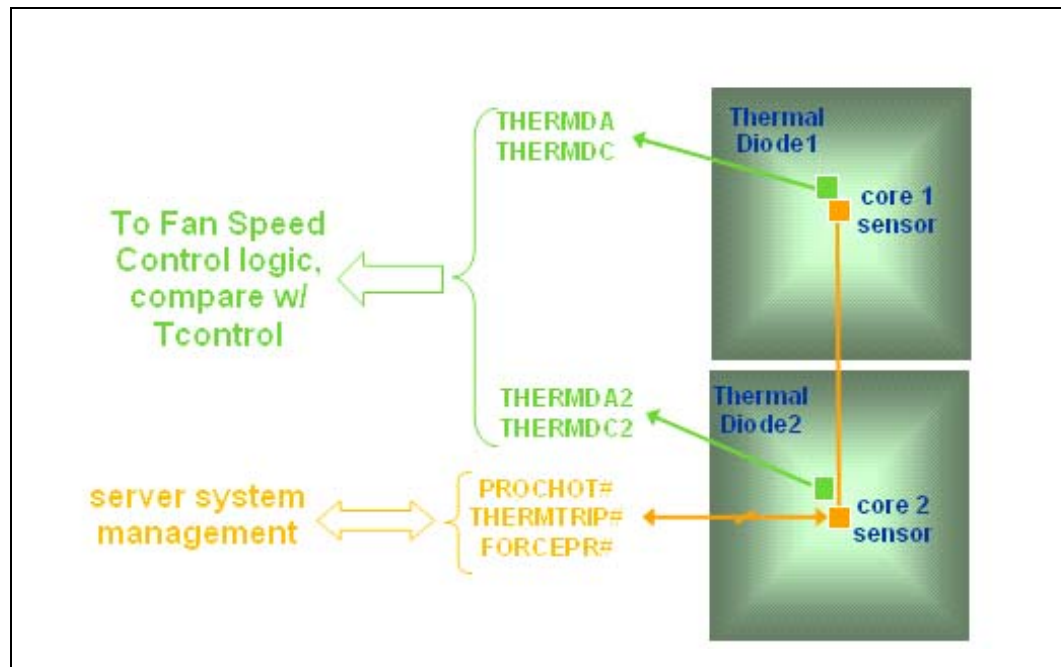 THERMDA
THERMDC
Thermal
Diode1
core 1
sensor
To Fan Speed
Control logic,
compare w/
Tcontrol
THERMDA2
THERMDC2
Thermal
Diode2
server system
management
PROCHOT#
THERMTRIP#
FORCEPR#
core 2
sensor